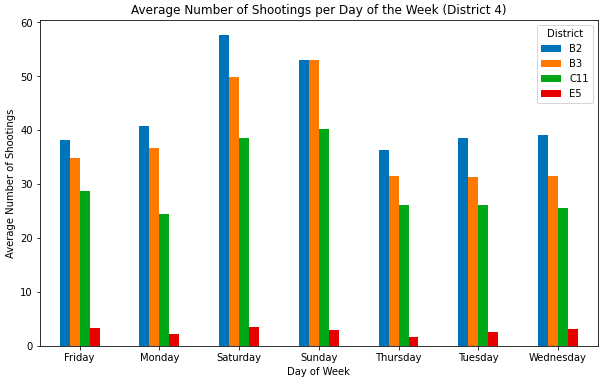 Average Number of Shootings per Day of the Week (District 4)
60
50
40
30
20
10
0
Average Number of Shootings
District
B2
B3
C11
E5
Friday Monday Saturday Sunday Thursday Tuesday Wednesday
Day of Week